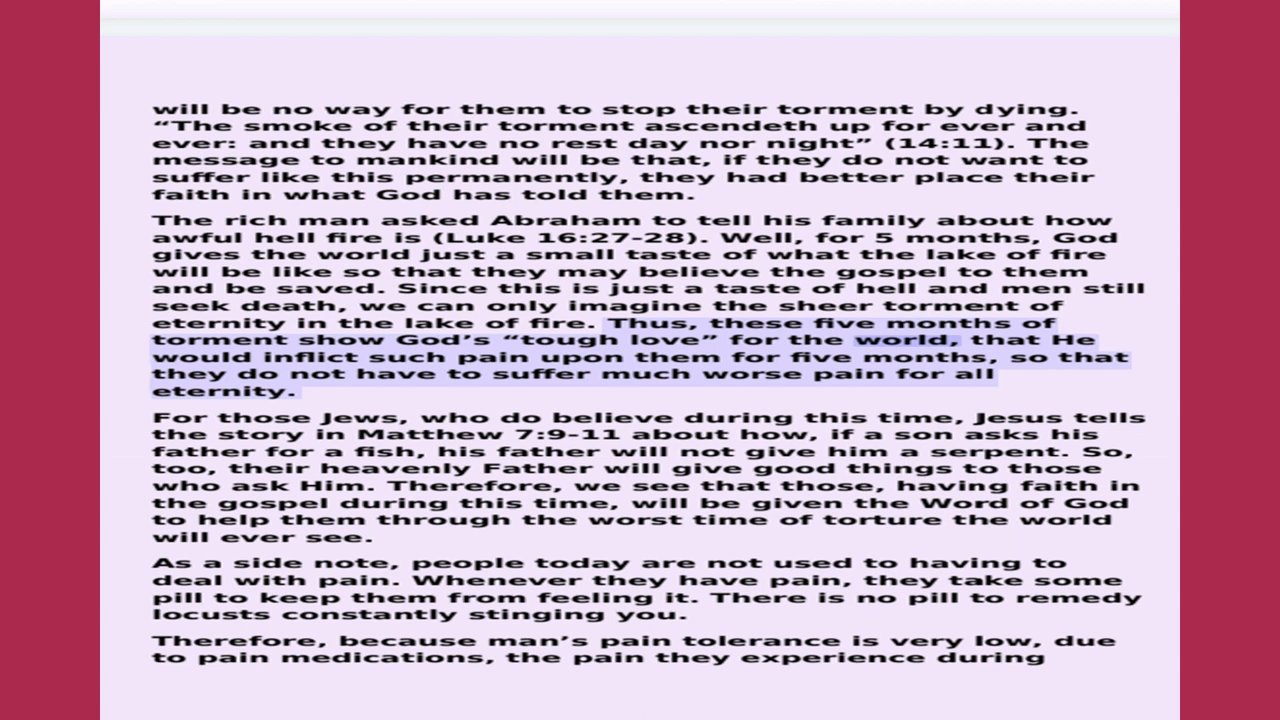 will be no way for them to stop their torment by dying.
“The smoke of their torment ascendeth up for ever and
ever: and they have no rest day nor night” (14:11). The
message to mankind will be that, if they do not want to
suffer like this permanently, they had better place their
faith in what God has told them.
The rich man asked Abraham to tell his family about how
awful hell fire is (Luke 16:27-28). Well, for 5 months, God
gives the world just a small taste of what the lake of fire
will be like so that they may believe the gospel to them
and be saved. Since this is just a taste of hell and men still
seek death, we can only imagine the sheer torment of
eternity in the lake of fire. Thus, these five months of
torment show God’s “tough love” for the world, that He
would inflict such pain upon them for five months, so that
they do not have to suffer much worse pain for all
eternity.
For those Jews, who do believe during this time, Jesus tells
the story in Matthew 7:9-11 about how, if a son asks his
father for a fish, his father will not give him a serpent. So,
too, their heavenly Father will give good things to those
who ask Him. Therefore, we see that those, having faith in
the gospel during this time, will be given the Word of God
to help them through the worst time of torture the world
will ever see.
As a side note, people today are not used to having to
deal with pain. Whenever they have pain, they take some
pill to keep them from feeling it. There is no pill to remedy
locusts constantly stinging you.
Therefore, because man’s pain tolerance is very low, due
to pain medications, the pain they experience during